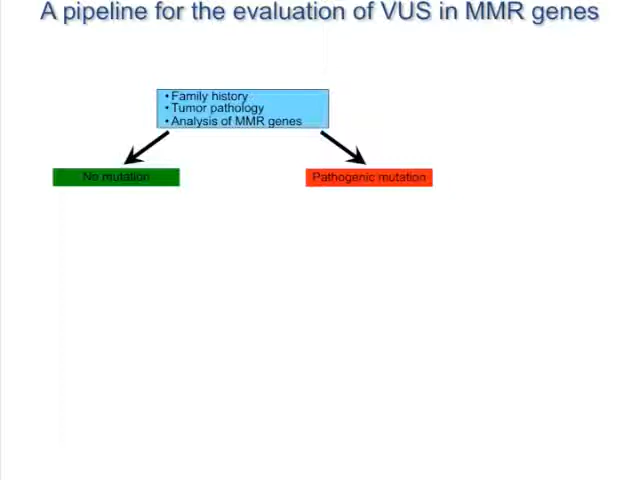 A pipeline for the evaluation of VUS in MMR genes
• Family history
• Tumor pathology
• Analysis of MMR genes
No mutation
Pathogenic mutation